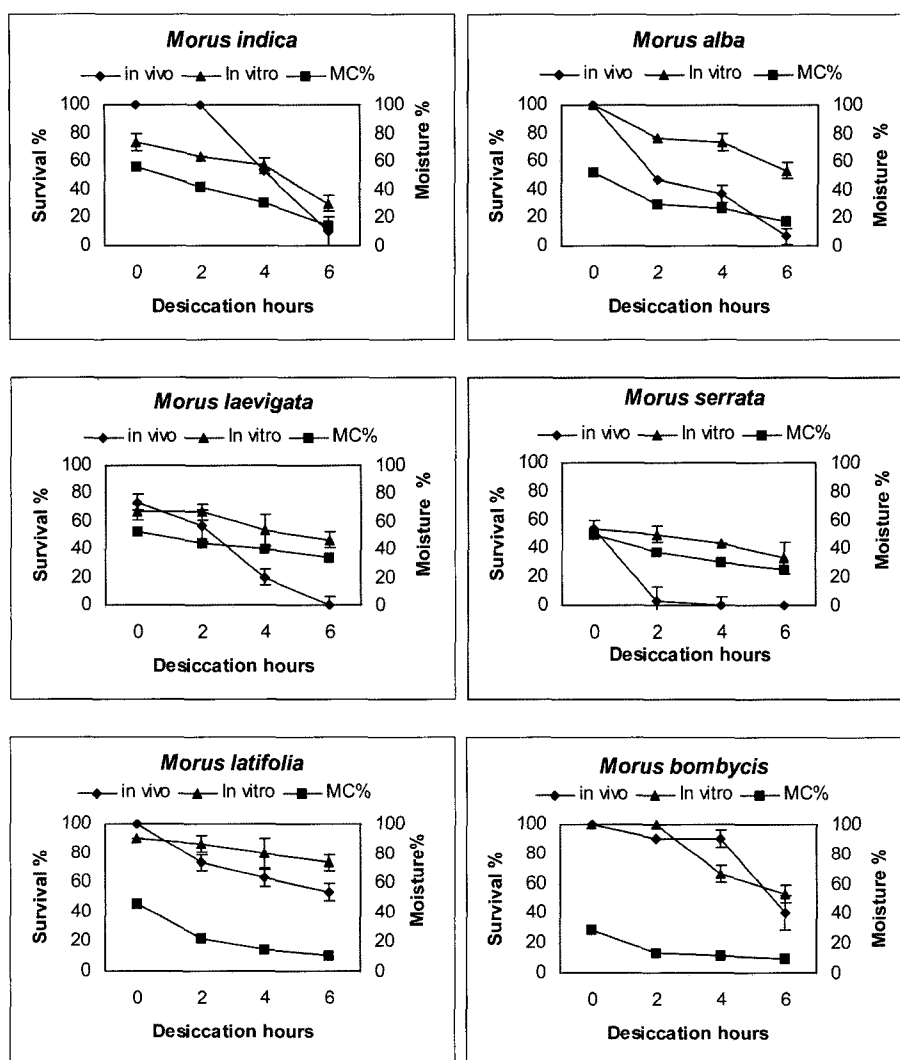 Morus indica
in vivo In vitro MC%
100 80 60 40 20 0
Survival %
100 80 60 40 20 0
Moisture %
0 2 4 6
Desiccation hours
Morus alba
in vivo In vitro MC%
100 80 60 40 20 0
Survival %
100 80 60 40 20 0
Moisture %
0 2 4 6
Desiccation hours
Morus laevigata
in vivo In vitro MC%
100 80 60 40 20 0
Survival %
100 80 60 40 20 0
Moisture %
0 2 4 6
Desiccation hours
Morus serrata
in vivo In vitro MC%
100 80 60 40 20 0
Survival %
100 80 60 40 20 0
Moisture %
0 2 4 6
Desiccation hours
Morus latifolia
in vivo In vitro MC%
100 80 60 40 20 0
Survival %
100 80 60 40 20 0
Moisture%
0 2 4 6
Desiccation hours
Morus bombycis
in vivo In vitro MC%
100 80 60 40 20 0
Survival %
100 80 60 40 20 0
Moisture %
0 2 4 6
Desiccation hours